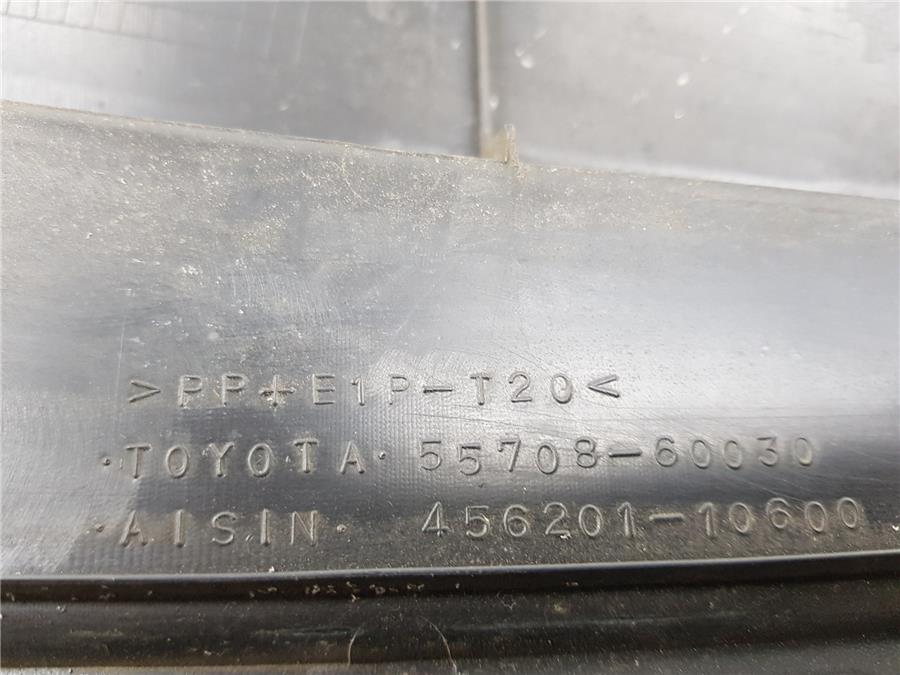 >PP+E1P-T20<
·TOYOTA· 55708-60030
·AISIN· 456201-10600